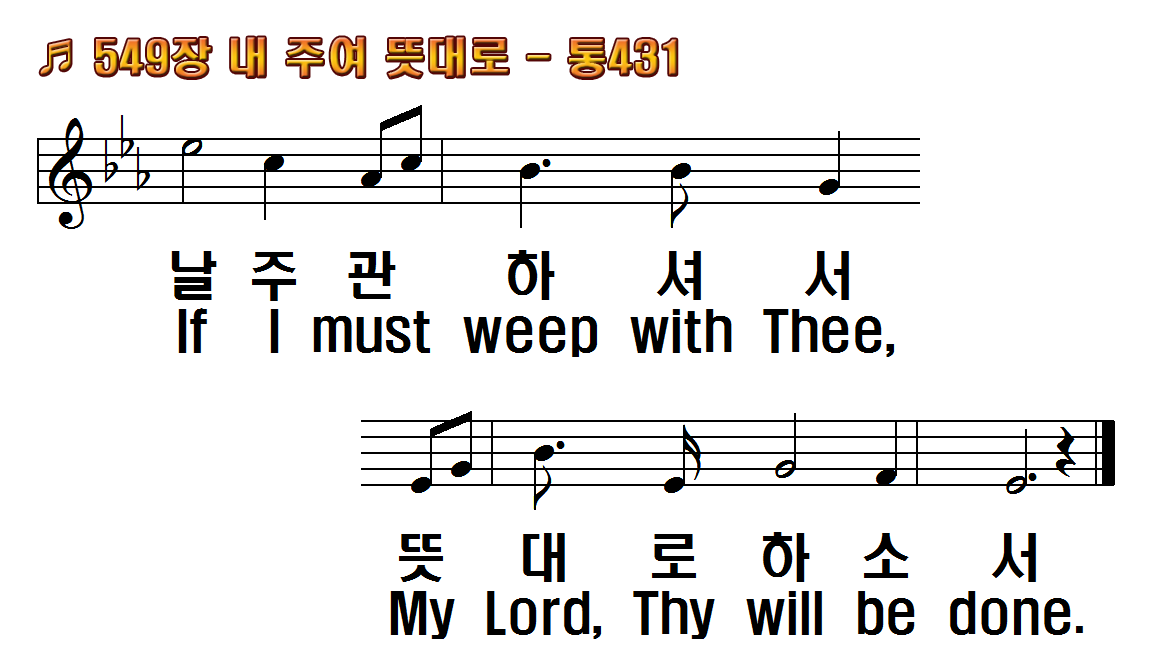 549장 내 주여 뜻대로 - 통431
날 주 관 하 셔 서
If I must weep with Thee,
뜻 대 로 하 소 서
My Lord, Thy will be done.